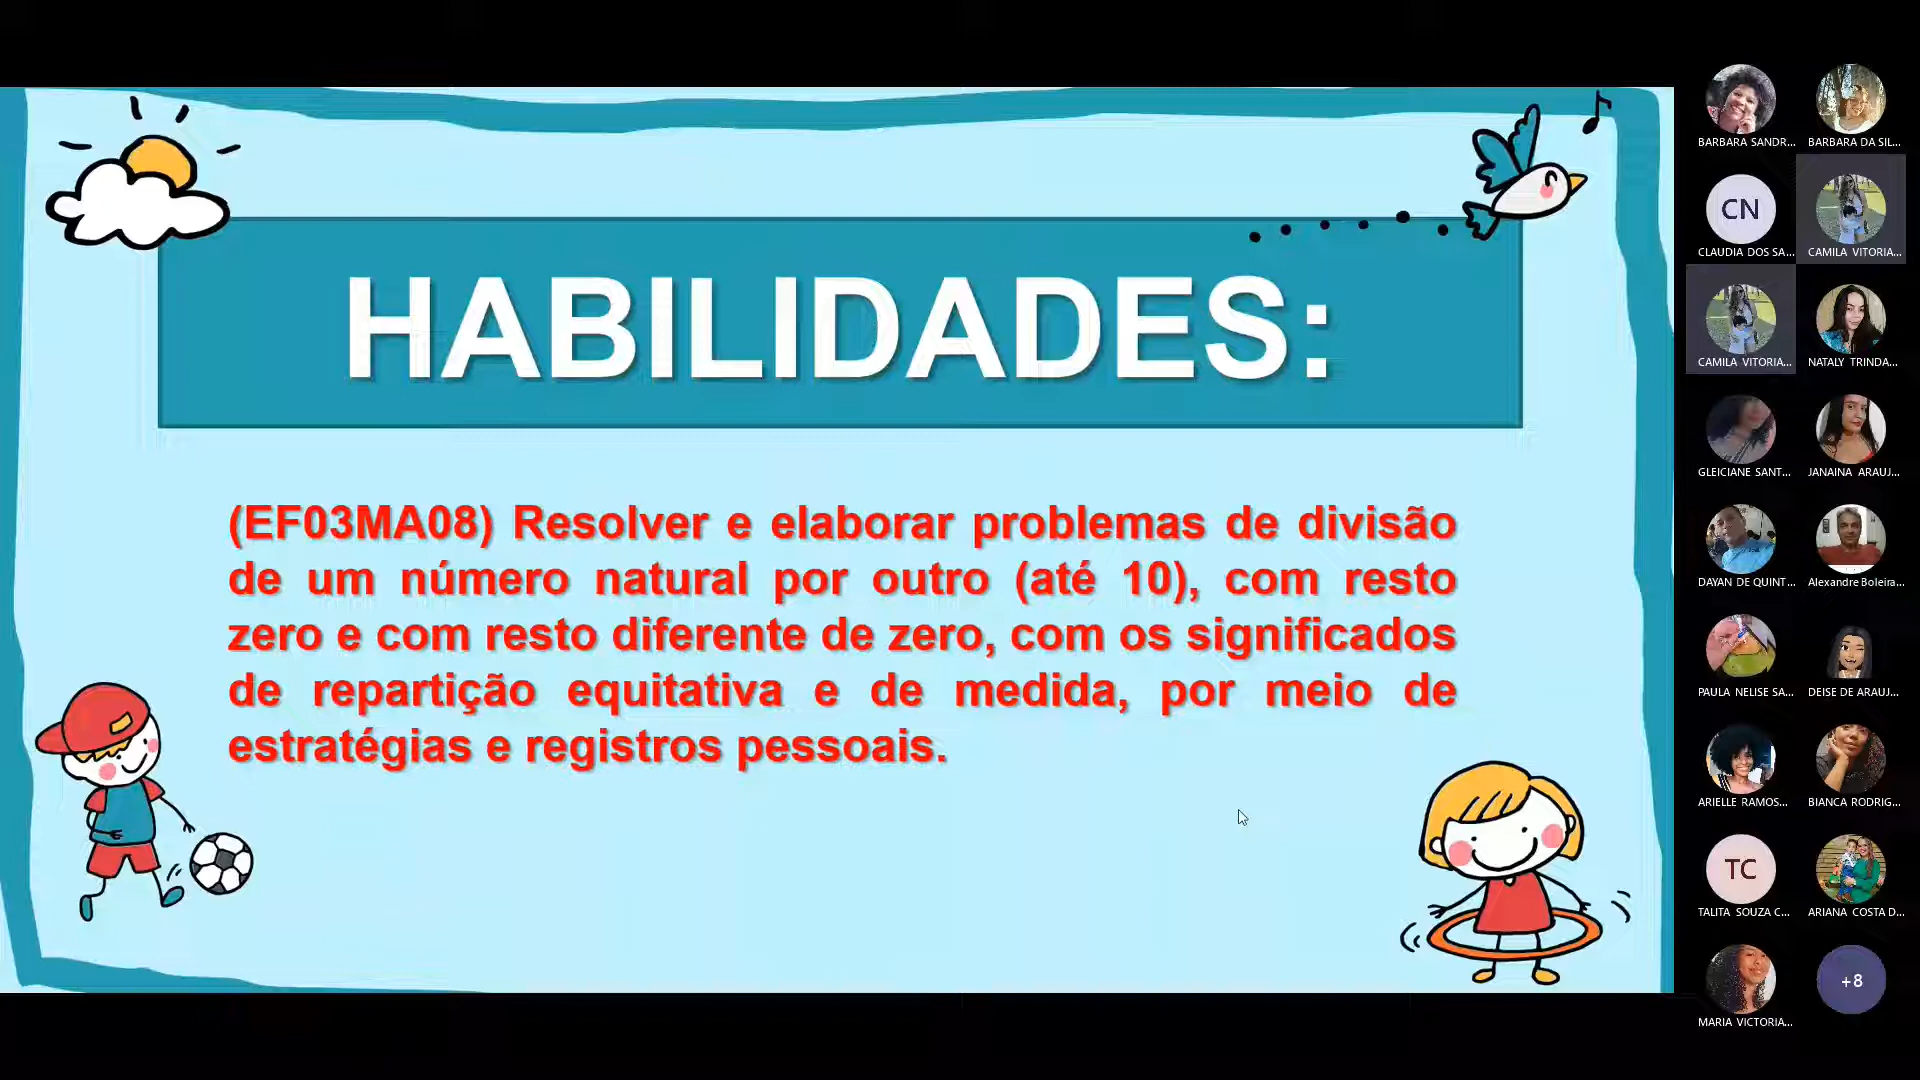 HABILIDADES:
(EF03MA08) Resolver e elaborar problemas de divisão
de um número natural por outro (até 10), com resto
zero e com resto diferente de zero, com os significados
de repartição equitativa e de medida, por meio de
estratégias e registros pessoais.
BARBARA SANDR...
BARBARA DA SIL...
CN
CLAUDIA DOS SA...
CAMILA VITORIA...
CAMILA VITORIA...
NATALY TRINDA...
GLEICIANE SANT...
JANAINA ARAUJ...
DAYAN DE QUINT...
Alexandre Boleira...
PAULA NELISE SA...
DEISE DE ARAUJ...
ARIELLE RAMOS...
BIANCA RODRIG...
TC
TALITA SOUZA C...
ARIANA COSTA D...
MARIA VICTORIA...
+8